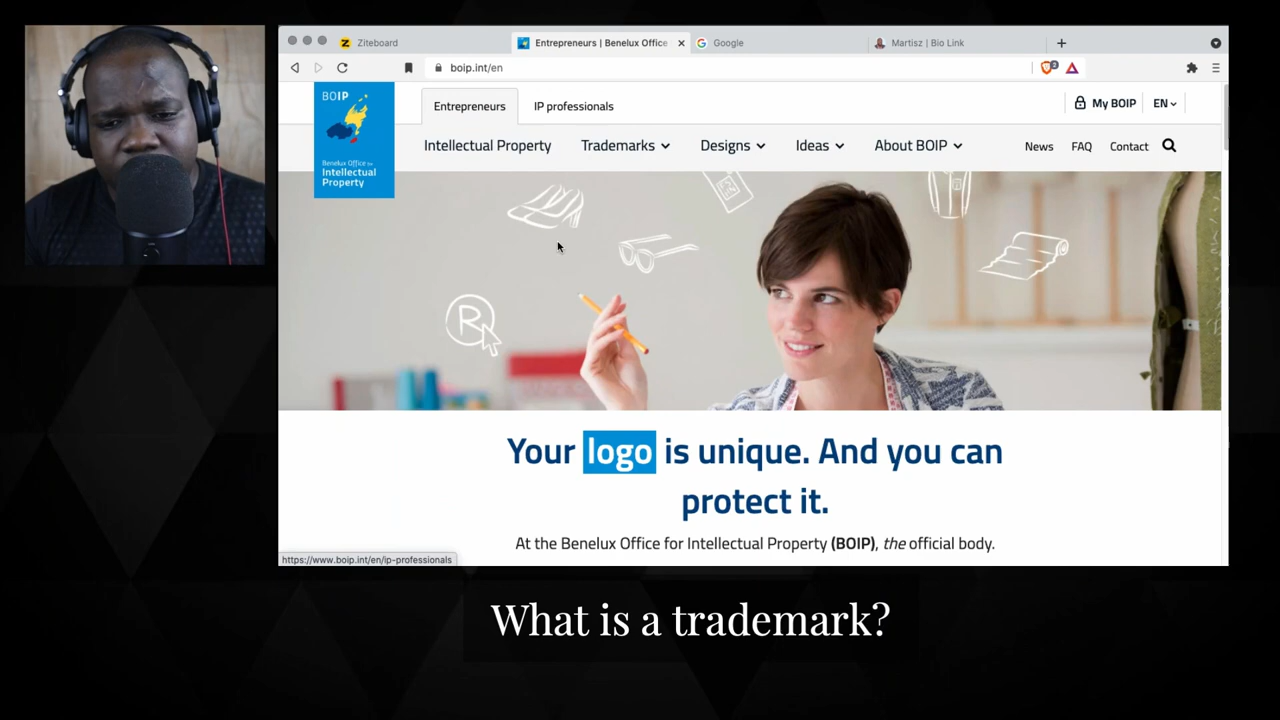 Ziteboard
Entrepreneurs | Benelux Office
Google
Martisz | Bio Link
boip.int/en
2
BOIP
Benelux Office for
Intellectual
Property
Entrepreneurs
IP professionals
My BOIP
EN
Intellectual Property
Trademarks
Designs
Ideas
About BOIP
News
FAQ
Contact
R
Your logo is unique. And you can
protect it.
At the Benelux Office for Intellectual Property (BOIP), the official body.
https://www.boip.int/en/ip-professionals
What is a trademark?